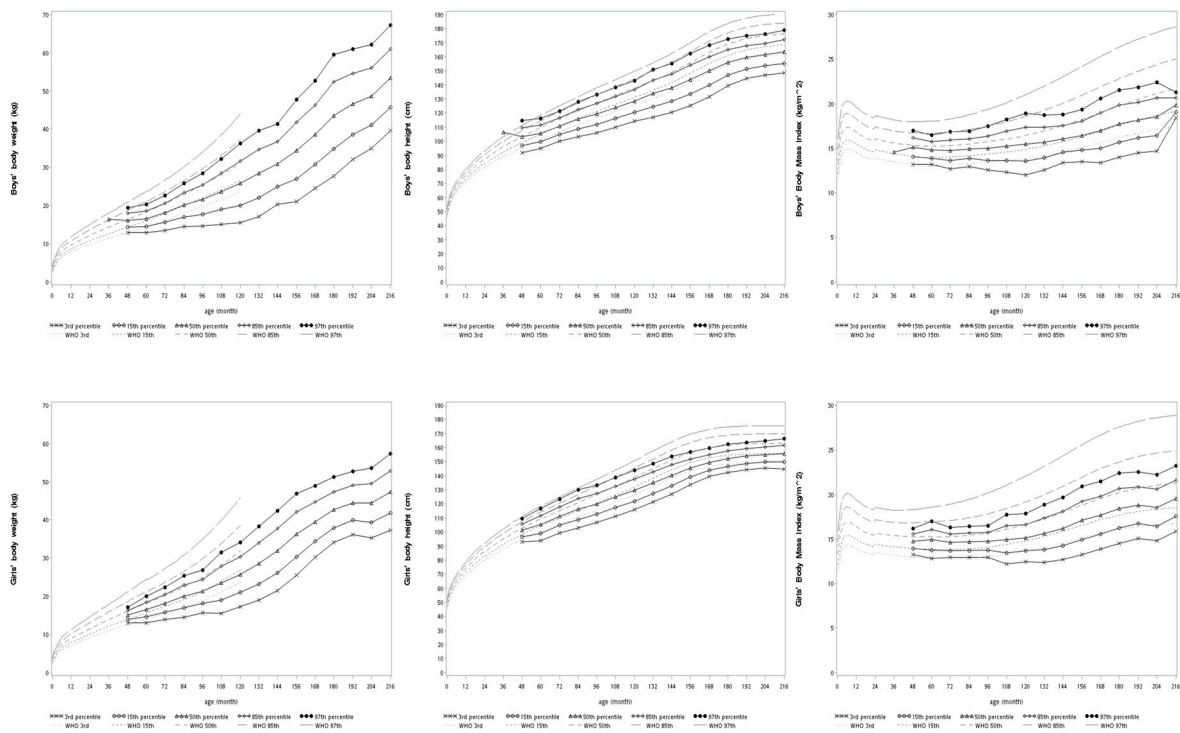 70
60
50
40
30
20
10
0
Boys' body weight (kg)
0 12 24 36 48 60 72 84 96 108 120 132 144 156 168 180 192 204 216
age (month)
3rd percentile 15th percentile 50th percentile 85th percentile 97th percentile
WHO 3rd WHO 15th WHO 50th WHO 85th WHO 97th
190
180
170
160
150
140
130
120
110
100
90
80
70
60
50
40
30
20
10
0
Boys' body height (cm)
0 12 24 36 48 60 72 84 96 108 120 132 144 156 168 180 192 204 216
age (month)
3rd percentile 15th percentile 50th percentile 85th percentile 97th percentile
WHO 3rd WHO 15th WHO 50th WHO 85th WHO 97th
30
25
20
15
10
5
0
Boys' Body Mass Index (kg/m^2)
0 12 24 36 48 60 72 84 96 108 120 132 144 156 168 180 192 204 216
age (month)
3rd percentile 15th percentile 50th percentile 85th percentile 97th percentile
WHO 3rd WHO 15th WHO 50th WHO 85th WHO 97th
70
60
50
40
30
20
10
0
Girls' body weight (kg)
0 12 24 36 48 60 72 84 96 108 120 132 144 156 168 180 192 204 216
age (month)
3rd percentile 15th percentile 50th percentile 85th percentile 97th percentile
WHO 3rd WHO 15th WHO 50th WHO 85th WHO 97th
190
180
170
160
150
140
130
120
110
100
90
80
70
60
50
40
30
20
10
0
Girls' body height (cm)
0 12 24 36 48 60 72 84 96 108 120 132 144 156 168 180 192 204 216
age (month)
3rd percentile 15th percentile 50th percentile 85th percentile 97th percentile
WHO 3rd WHO 15th WHO 50th WHO 85th WHO 97th
30
25
20
15
10
5
0
Girls' Body Mass Index (kg/m^2)
0 12 24 36 48 60 72 84 96 108 120 132 144 156 168 180 192 204 216
age (month)
3rd percentile 15th percentile 50th percentile 85th percentile 97th percentile
WHO 3rd WHO 15th WHO 50th WHO 85th WHO 97th